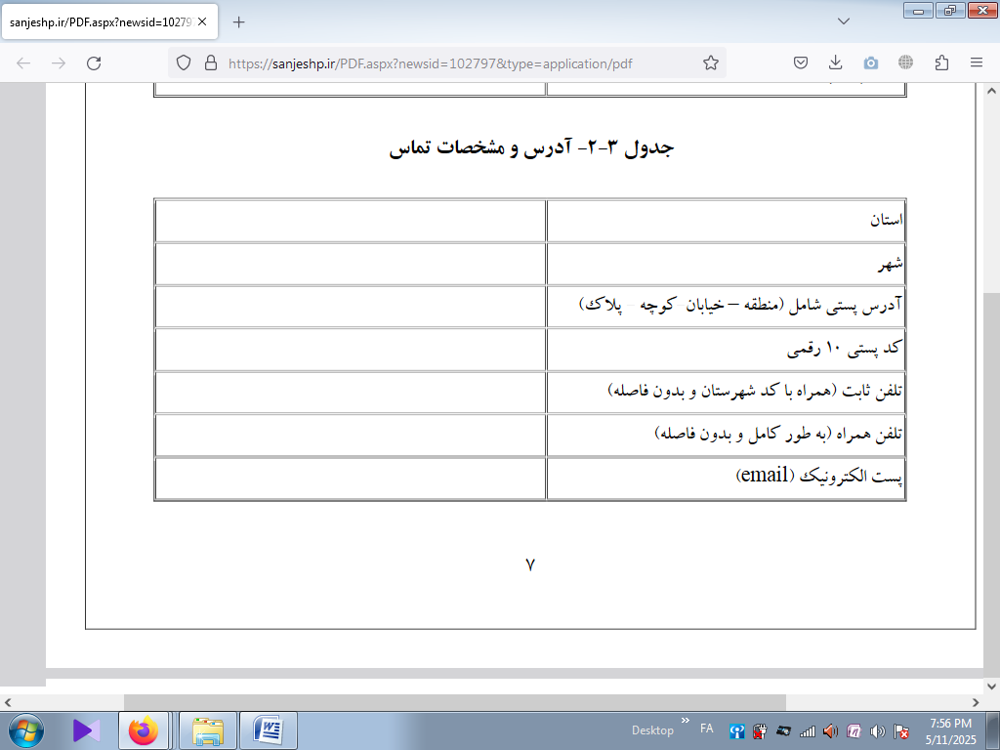 sanjeshp.ir/PDF.aspx?newsid=10279
https://sanjeshp.ir/PDF.aspx?newsid=102797&type=application/pdf
جدول ۳-۲- آدرس و مشخصات تماس
استان
شهر
آدرس پستی شامل (منطقه – خیابان- کوچه – پلاک)
کد پستی ۱۰ رقمی
تلفن ثابت (همراه با کد شهرستان و بدون فاصله)
تلفن همراه (به طور کامل و بدون فاصله)
پست الکترونیک (email)
۷
Desktop
FA
7:56 PM
5/11/2025